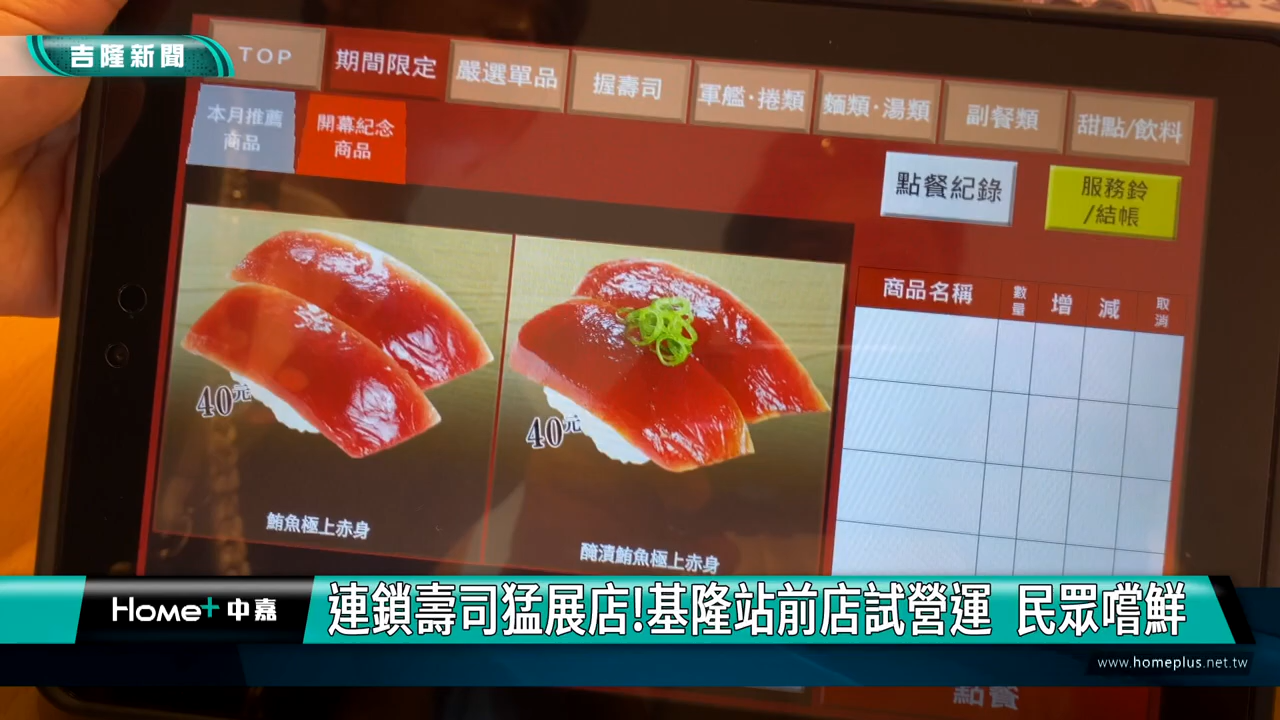 吉隆新聞
TOP
期間限定
嚴選單品
握壽司
軍艦·捲類
麵類·湯類
副餐類
甜點/飲料
本月推薦
商品
開幕紀念
商品
點餐紀錄
服務鈴
/結帳
商品名稱
數量
增
減
取消
40元
40元
鮪魚極上赤身
醃漬鮪魚極上赤身
Home+ 中嘉
連鎖壽司猛展店!基隆站前店試營運 民眾嚐鮮
www.homeplus.net.tw
點餐